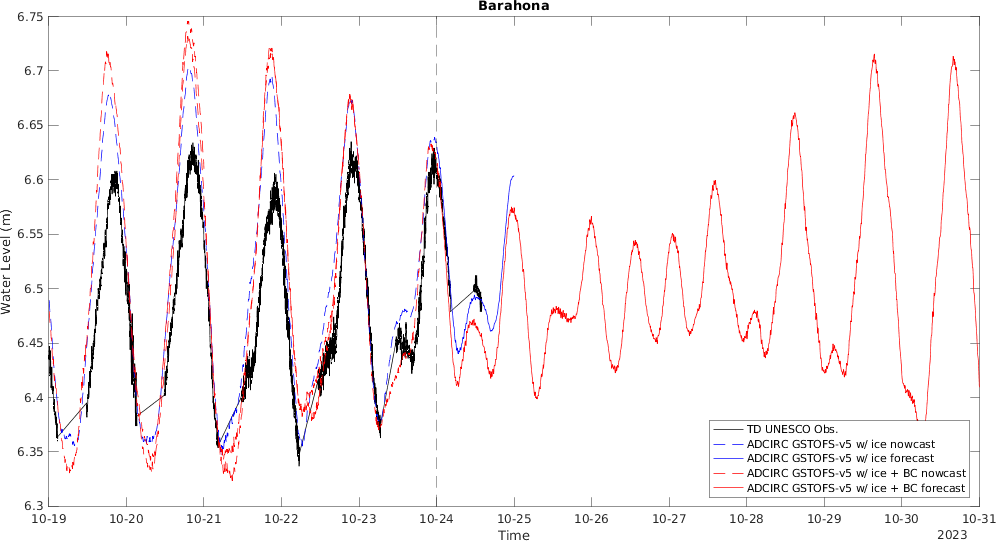 Barahona
6.75
6.7
6.65
6.6
6.55
6.5
6.45
6.4
6.35
6.3
Water Level (m)
TD UNESCO Obs.
ADCIRC GSTOFS-v5 w/ ice nowcast
ADCIRC GSTOFS-v5 w/ ice forecast
ADCIRC GSTOFS-v5 w/ ice + BC nowcast
ADCIRC GSTOFS-v5 w/ ice + BC forecast
10-19 10-20 10-21 10-22 10-23 10-24 10-25 10-26 10-27 10-28 10-29 10-30 10-31
Time
2023